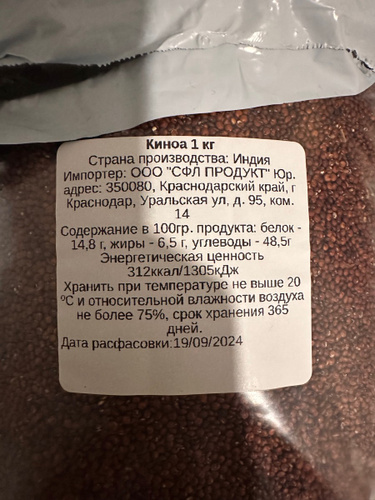 Киноа 1 кг
Страна производства: Индия
Импортер: ООО "СФЛ ПРОДУКТ" Юр.
адрес: 350080, Краснодарский край, г
Краснодар, Уральская ул, д. 95, ком.
14
Содержание в 100гр. продукта: белок -
14,8 г, жиры - 6,5 г, углеводы - 48,5г
Энергетическая ценность
312ккал/1305кДж
Хранить при температуре не выше 20
ºС и относительной влажности воздуха
не более 75%, срок хранения 365
дней.
Дата расфасовки:19/09/2024